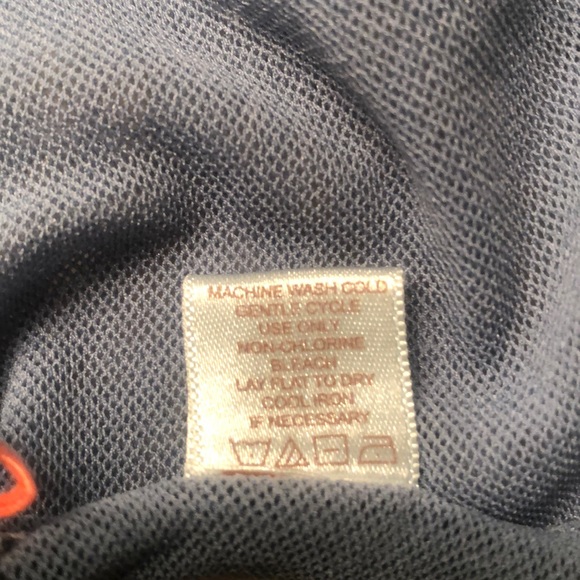 MACHINE WASH COLD
GENTLE CYCLE
USE ONLY
NON-CHLORINE
BLEACH
LAY FLAT TO DRY
COOL IRON
IF NECESSARY